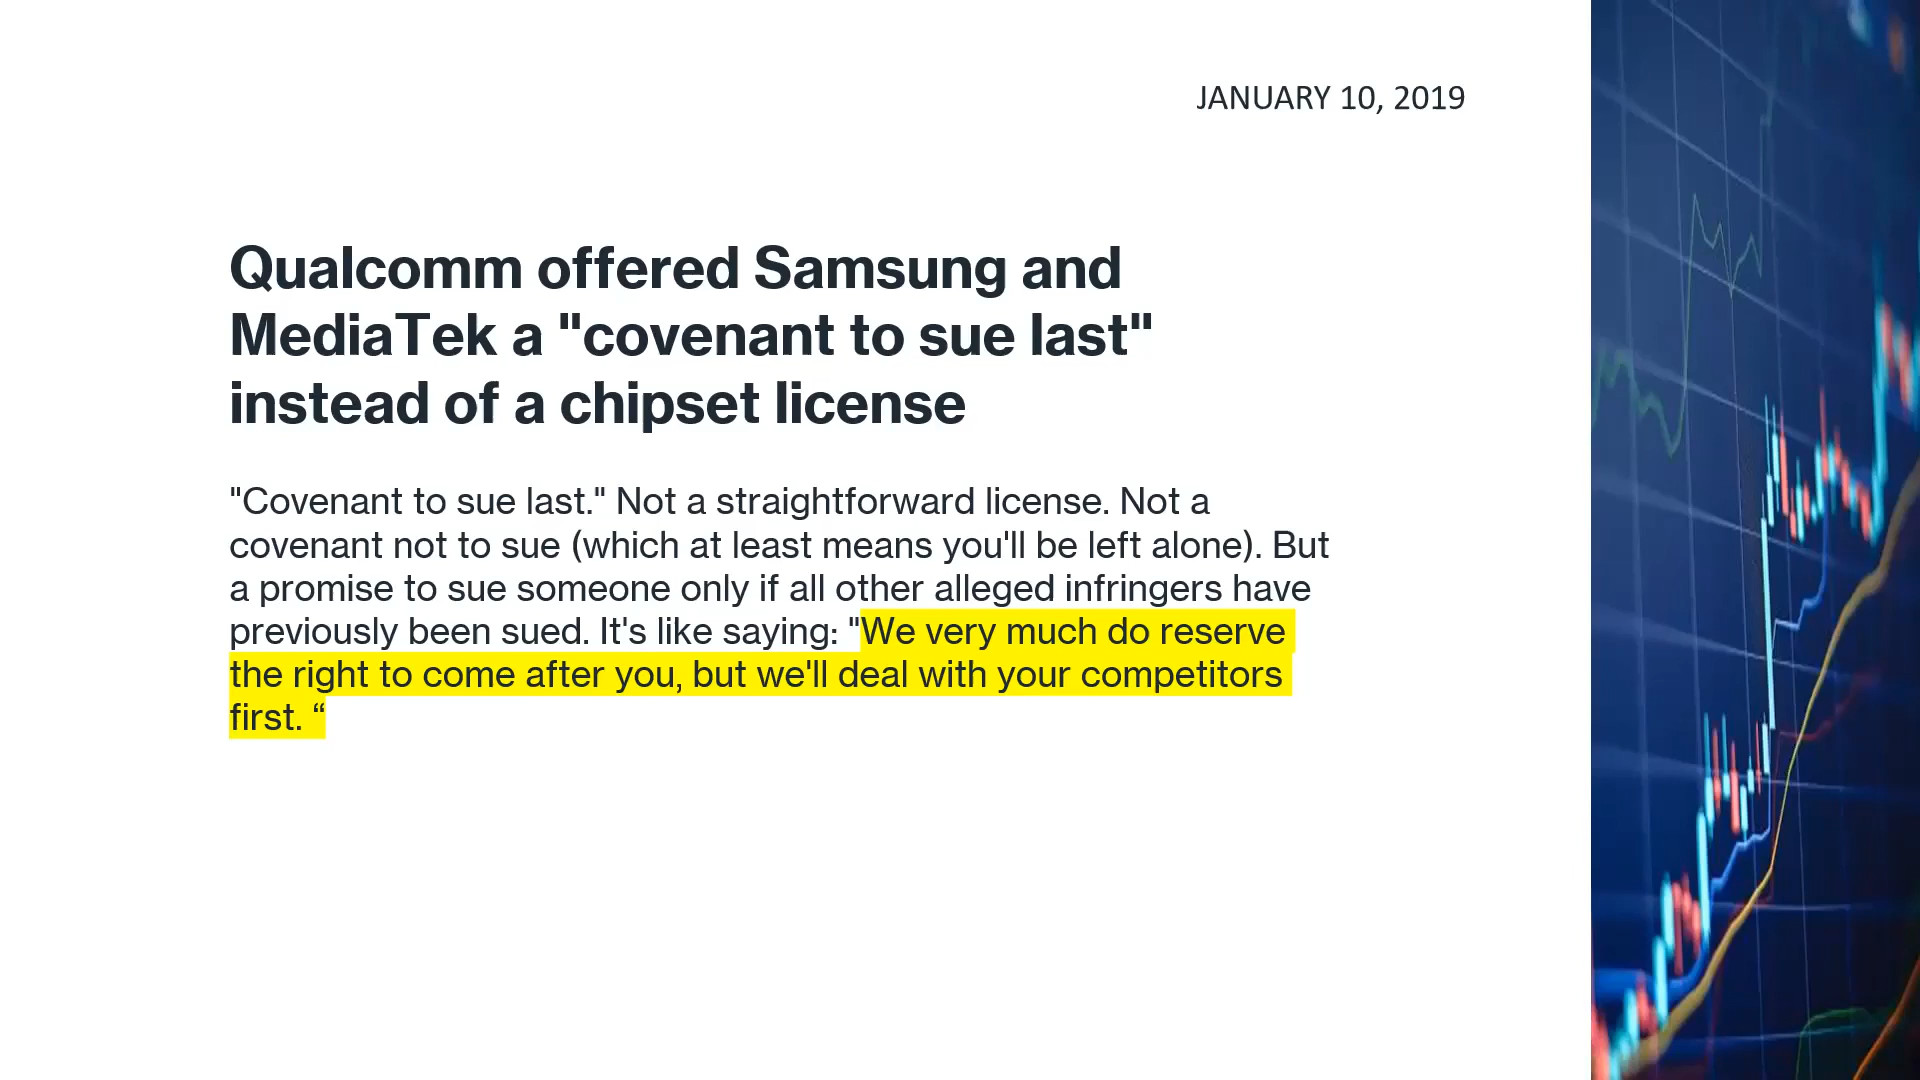 JANUARY 10, 2019
Qualcomm offered Samsung and
MediaTek a "covenant to sue last"
instead of a chipset license
"Covenant to sue last." Not a straightforward license. Not a
covenant not to sue (which at least means you'll be left alone). But
a promise to sue someone only if all other alleged infringers have
previously been sued. It's like saying: "We very much do reserve
the right to come after you, but we'll deal with your competitors
first. “